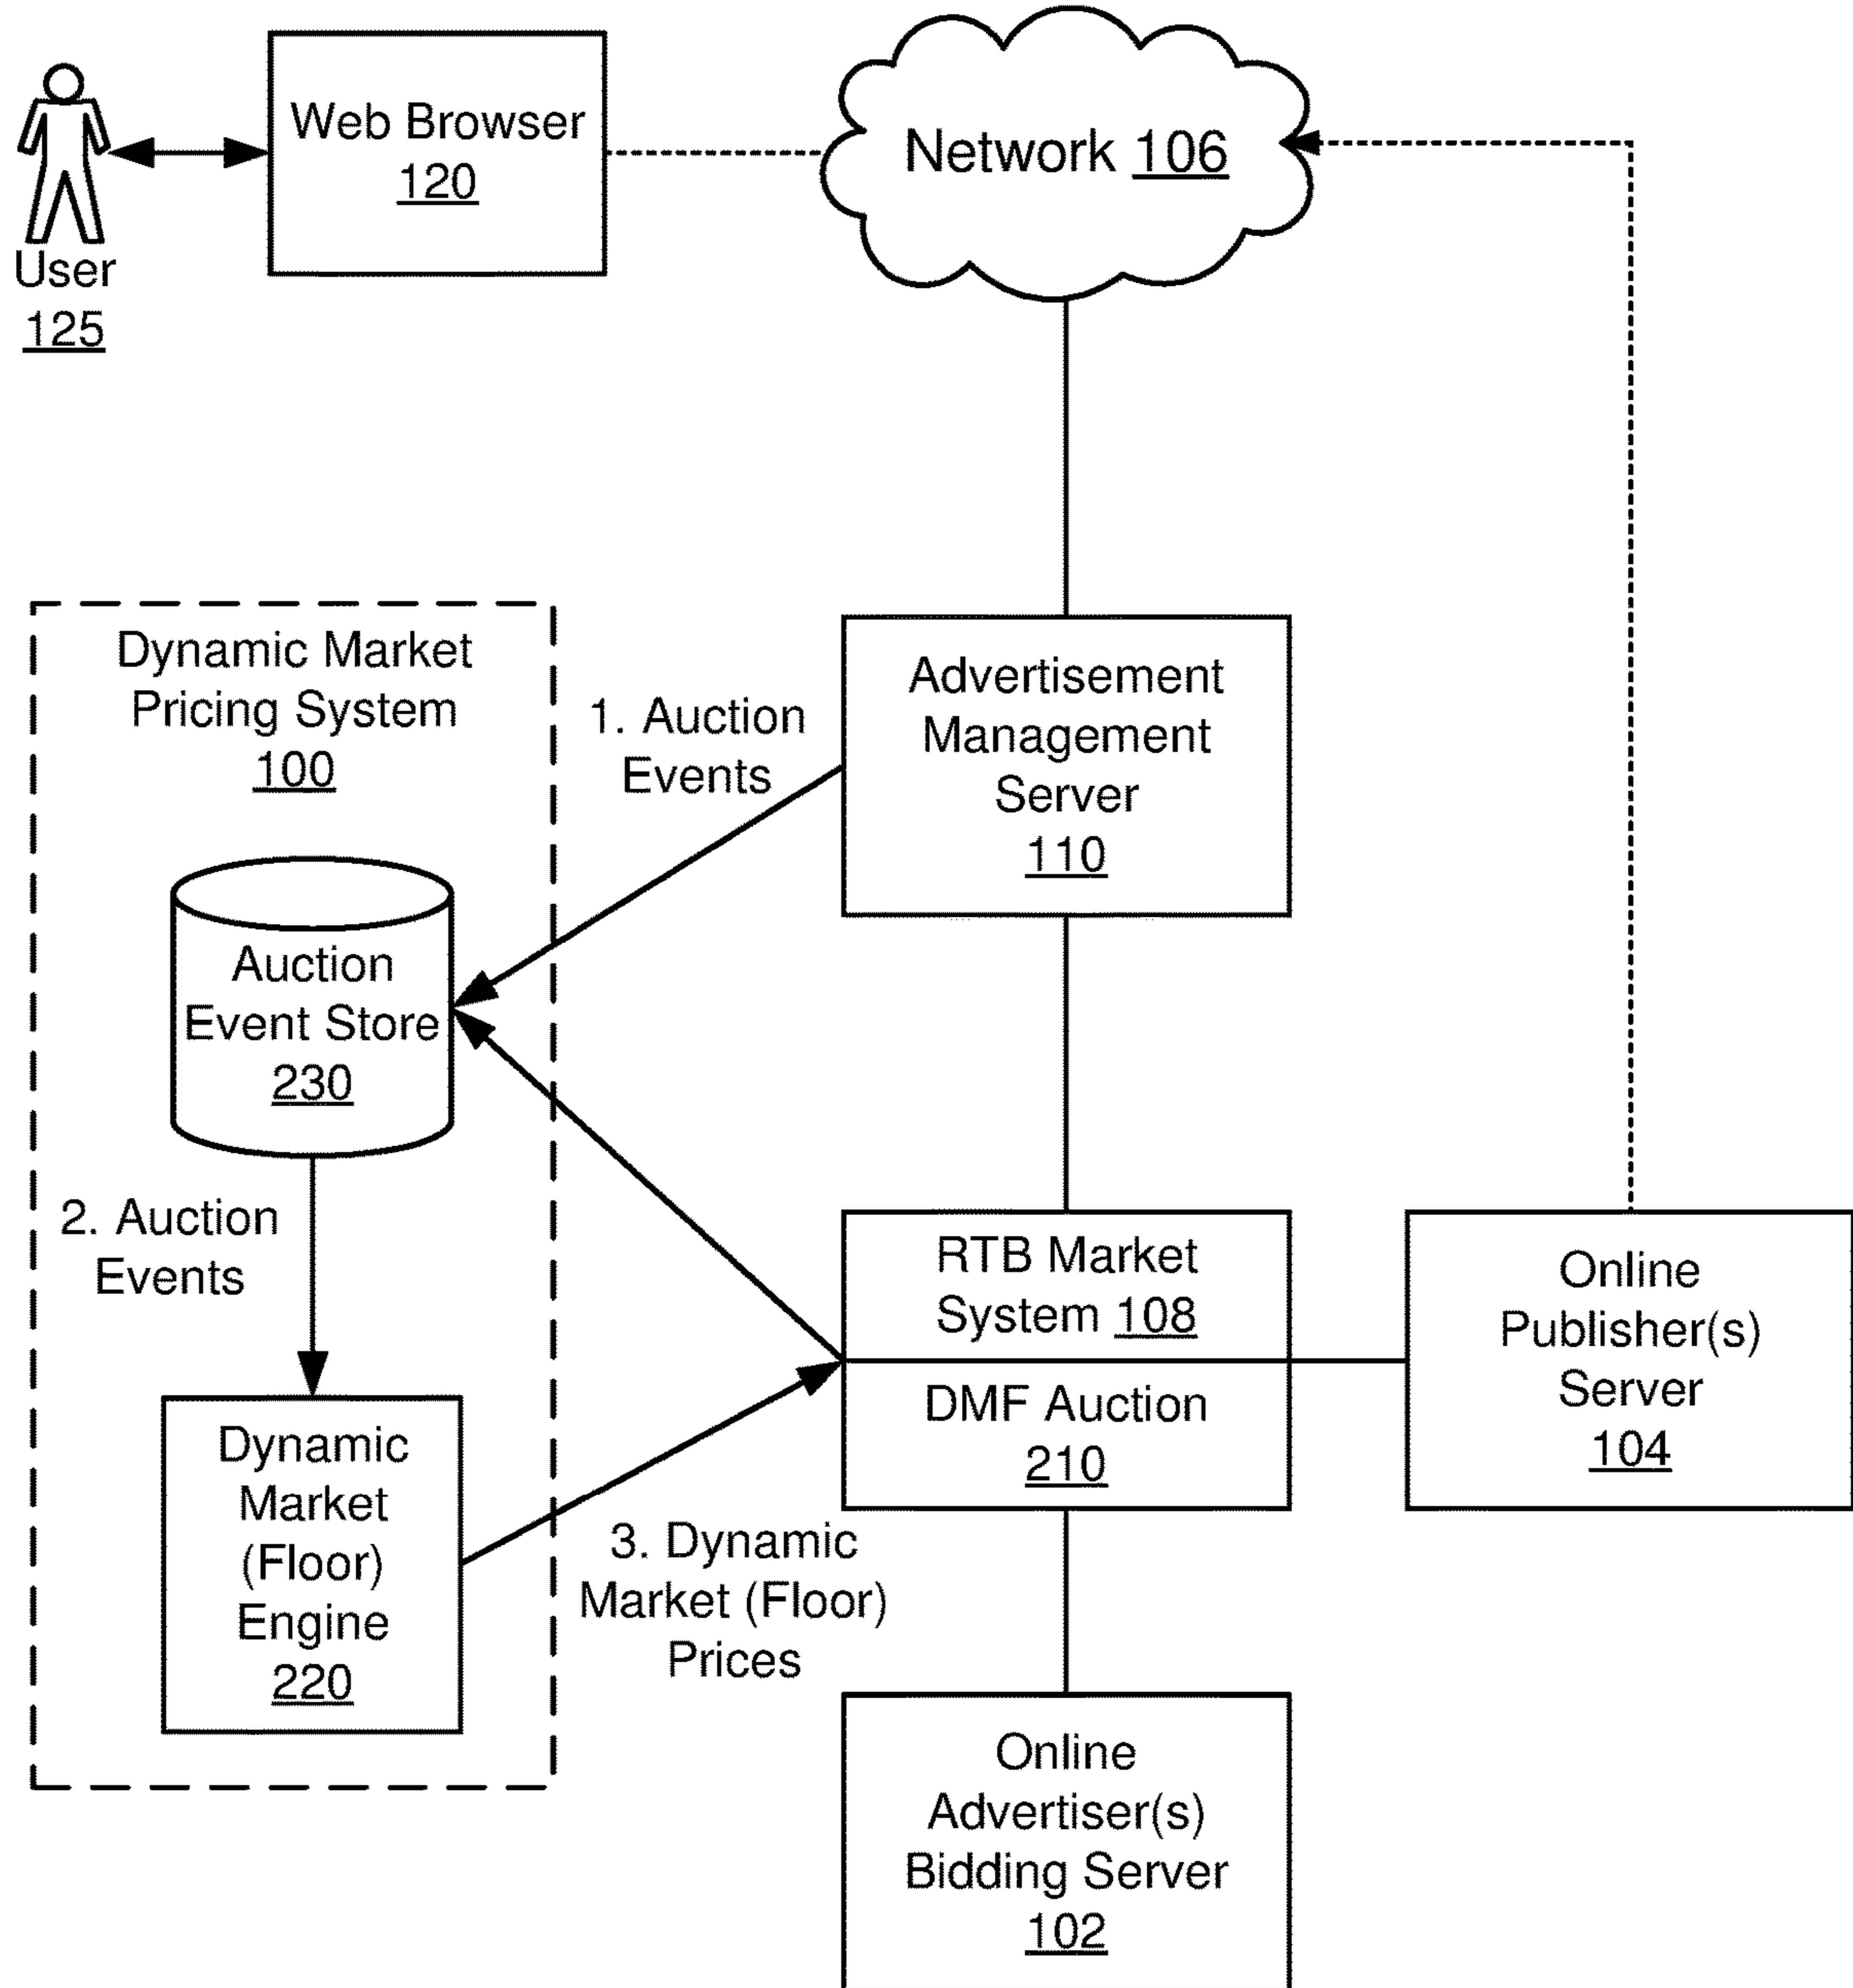 Web Browser
120
Network 106
User
125
Dynamic Market
Pricing System
100
1. Auction
Events
Advertisement
Management
Server
110
Auction
Event Store
230
2. Auction
Events
RTB Market
System 108
DMF Auction
210
Online
Publisher(s)
Server
104
Dynamic
Market
(Floor)
Engine
220
3. Dynamic
Market (Floor)
Prices
Online
Advertiser(s)
Bidding Server
102